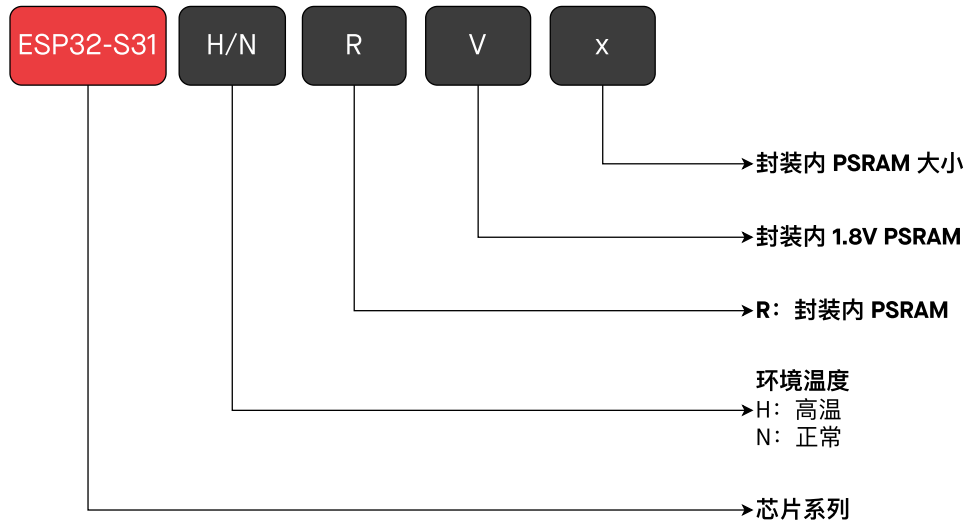 ESP32-S31 H/N R V x
封装内 PSRAM 大小
封装内 1.8V PSRAM
R：封装内 PSRAM
环境温度
H：高温
N：正常
芯片系列